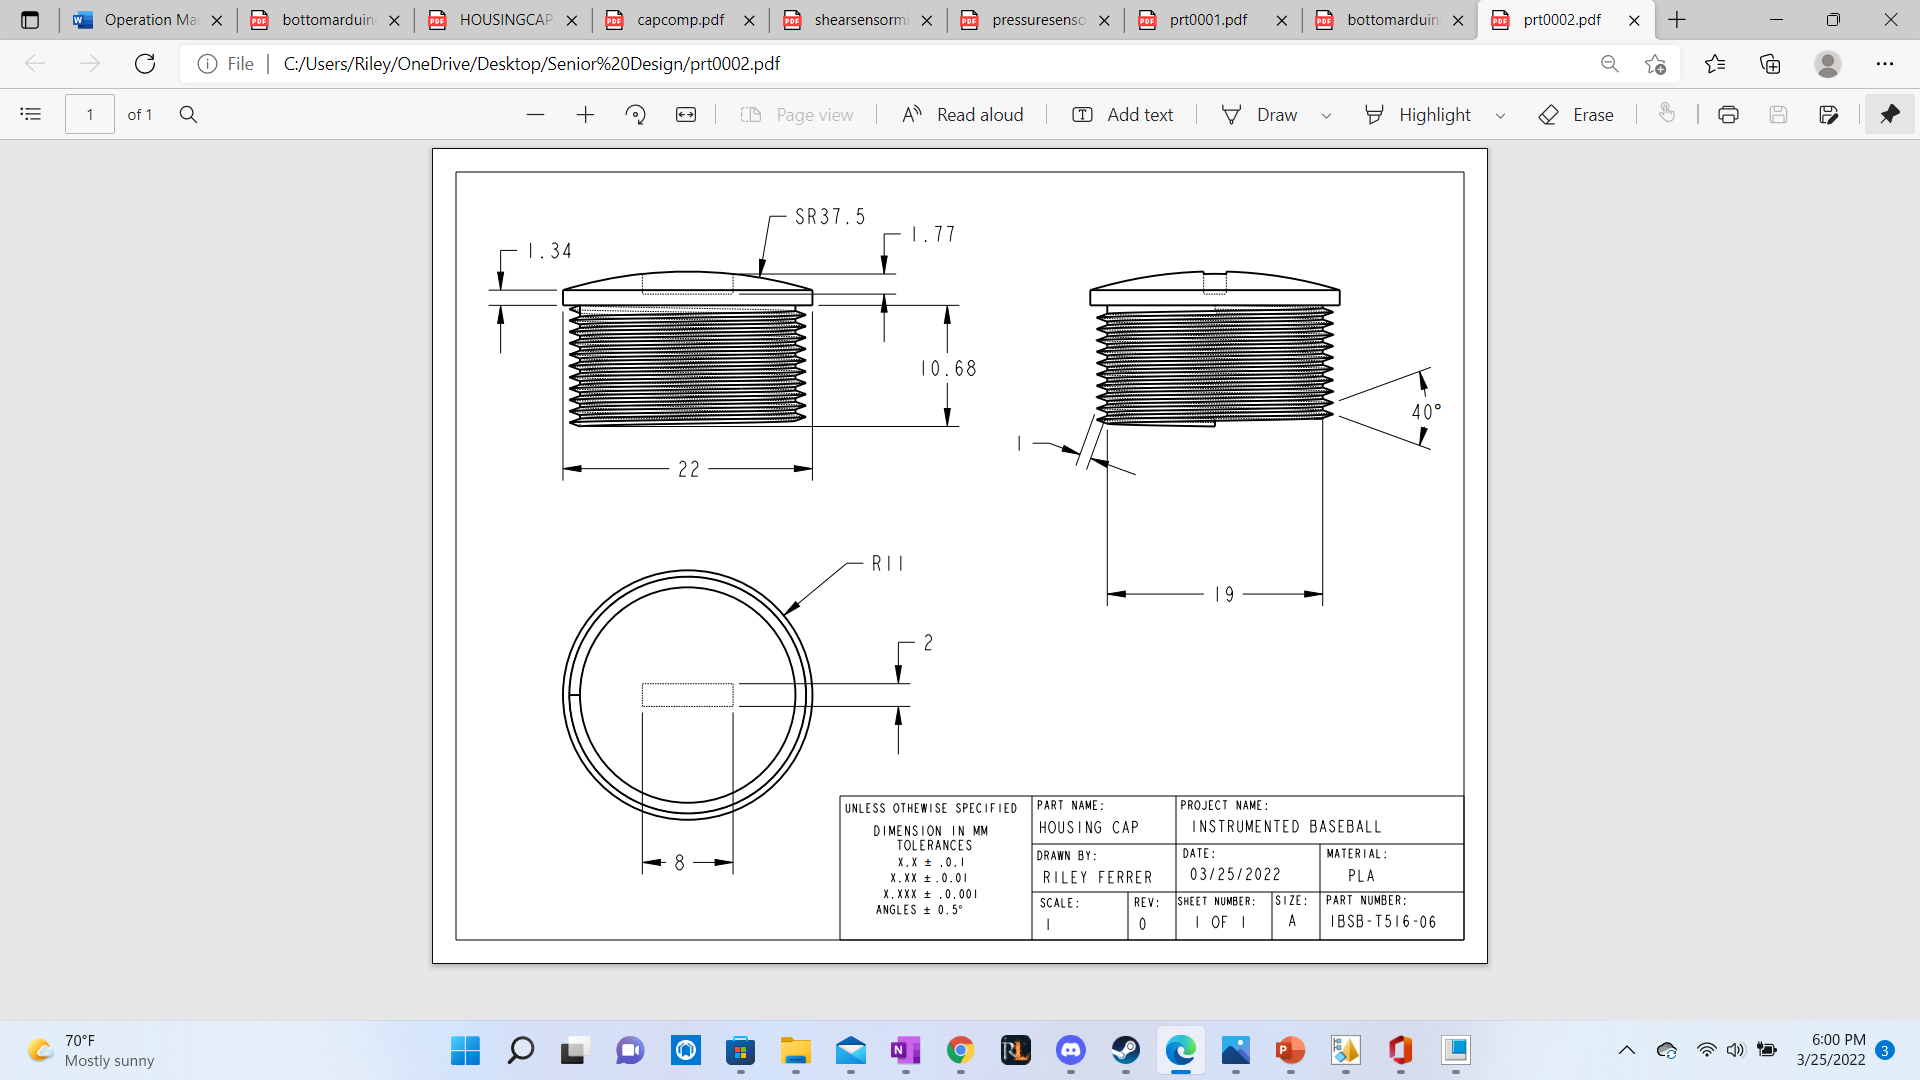 Operation Ma
bottomarduin
HOUSINGCAP
capcomp.pdf
shearsensormi
pressuresenso
prt0001.pdf
bottomarduin
prt0002.pdf
File
C:/Users/Riley/OneDrive/Desktop/Senior%20Design/prt0002.pdf
1 of 1
Page view
Read aloud
Add text
Draw
Highlight
Erase
SR37.5
1.77
1.34
10.68
40°
1
22
R11
19
2
8
UNLESS OTHEWISE SPECIFIED
DIMENSION IN MM
TOLERANCES
X.X ± .0.1
X.XX ± .0.01
X.XXX ± .0.001
ANGLES ± 0.5°
PART NAME:
HOUSING CAP
PROJECT NAME:
INSTRUMENTED BASEBALL
DRAWN BY:
RILEY FERRER
DATE:
03/25/2022
MATERIAL:
PLA
SCALE:
1
REV:
0
SHEET NUMBER:
1 OF 1
SIZE:
A
PART NUMBER:
IBSB-T516-06
70°F
Mostly sunny
6:00 PM
3/25/2022
3